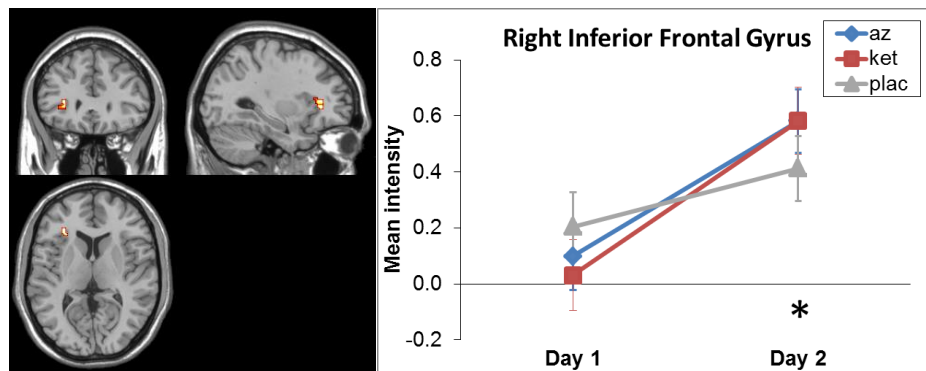 Right Inferior Frontal Gyrus
az
ket
plac
Mean intensity
0.8
0.6
0.4
0.2
0.0
-0.2
*
Day 1
Day 2